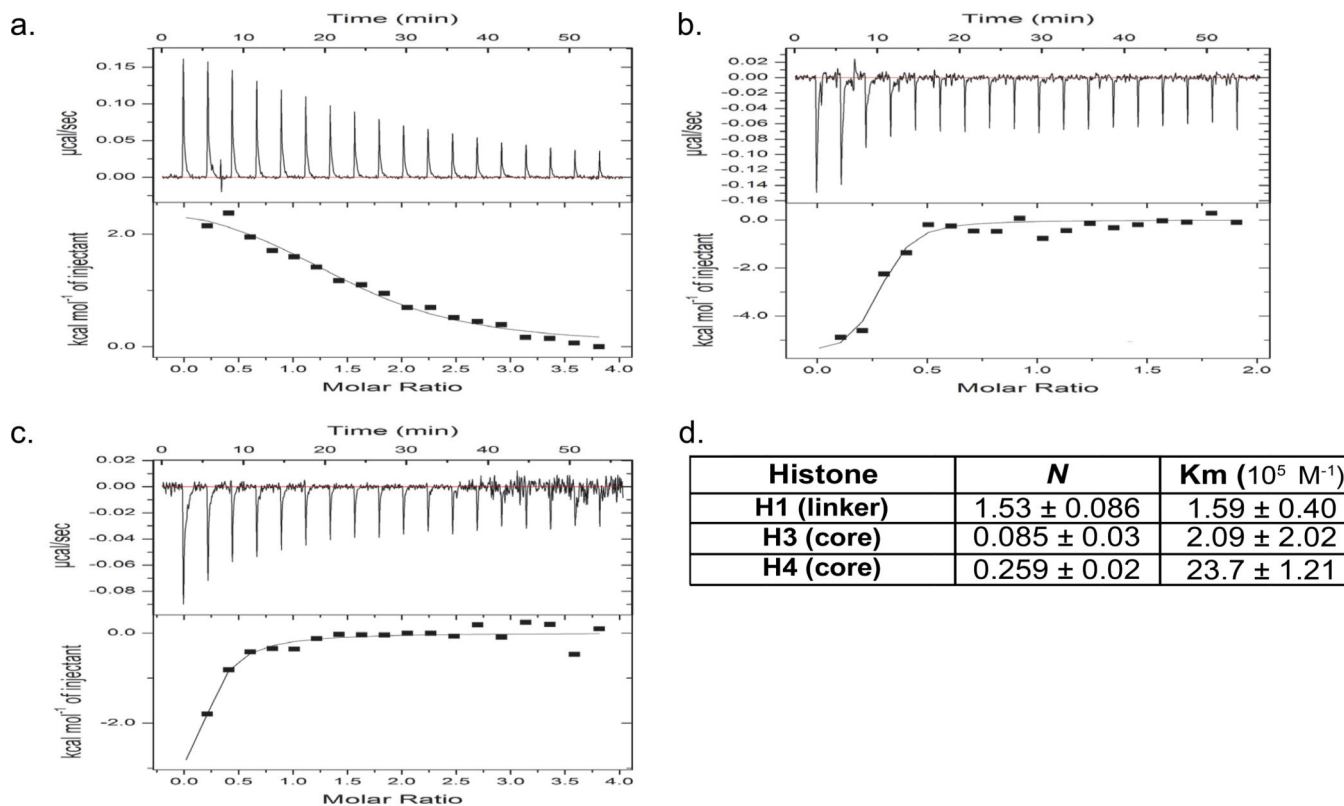 a.
Time (min)
0 10 20 30 40 50
0.15
0.10
0.05
0.00
µcal/sec
2.0
0.0
kcal mol⁻¹ of injectant
0.0 0.5 1.0 1.5 2.0 2.5 3.0 3.5 4.0
Molar Ratio
b.
Time (min)
0 10 20 30 40 50
0.02
0.00
-0.02
-0.04
-0.06
-0.08
-0.10
-0.12
-0.14
-0.16
µcal/sec
0.0
-2.0
-4.0
kcal mol⁻¹ of injectant
0.0 0.5 1.0 1.5 2.0
Molar Ratio
c.
Time (min)
0 10 20 30 40 50
0.02
0.00
-0.02
-0.04
-0.06
-0.08
µcal/sec
0.0
-2.0
kcal mol⁻¹ of injectant
0.0 0.5 1.0 1.5 2.0 2.5 3.0 3.5 4.0
Molar Ratio
d.
Histone N Km (10⁵ M⁻¹)
H1 (linker) 1.53 ± 0.086 1.59 ± 0.40
H3 (core) 0.085 ± 0.03 2.09 ± 2.02
H4 (core) 0.259 ± 0.02 23.7 ± 1.21